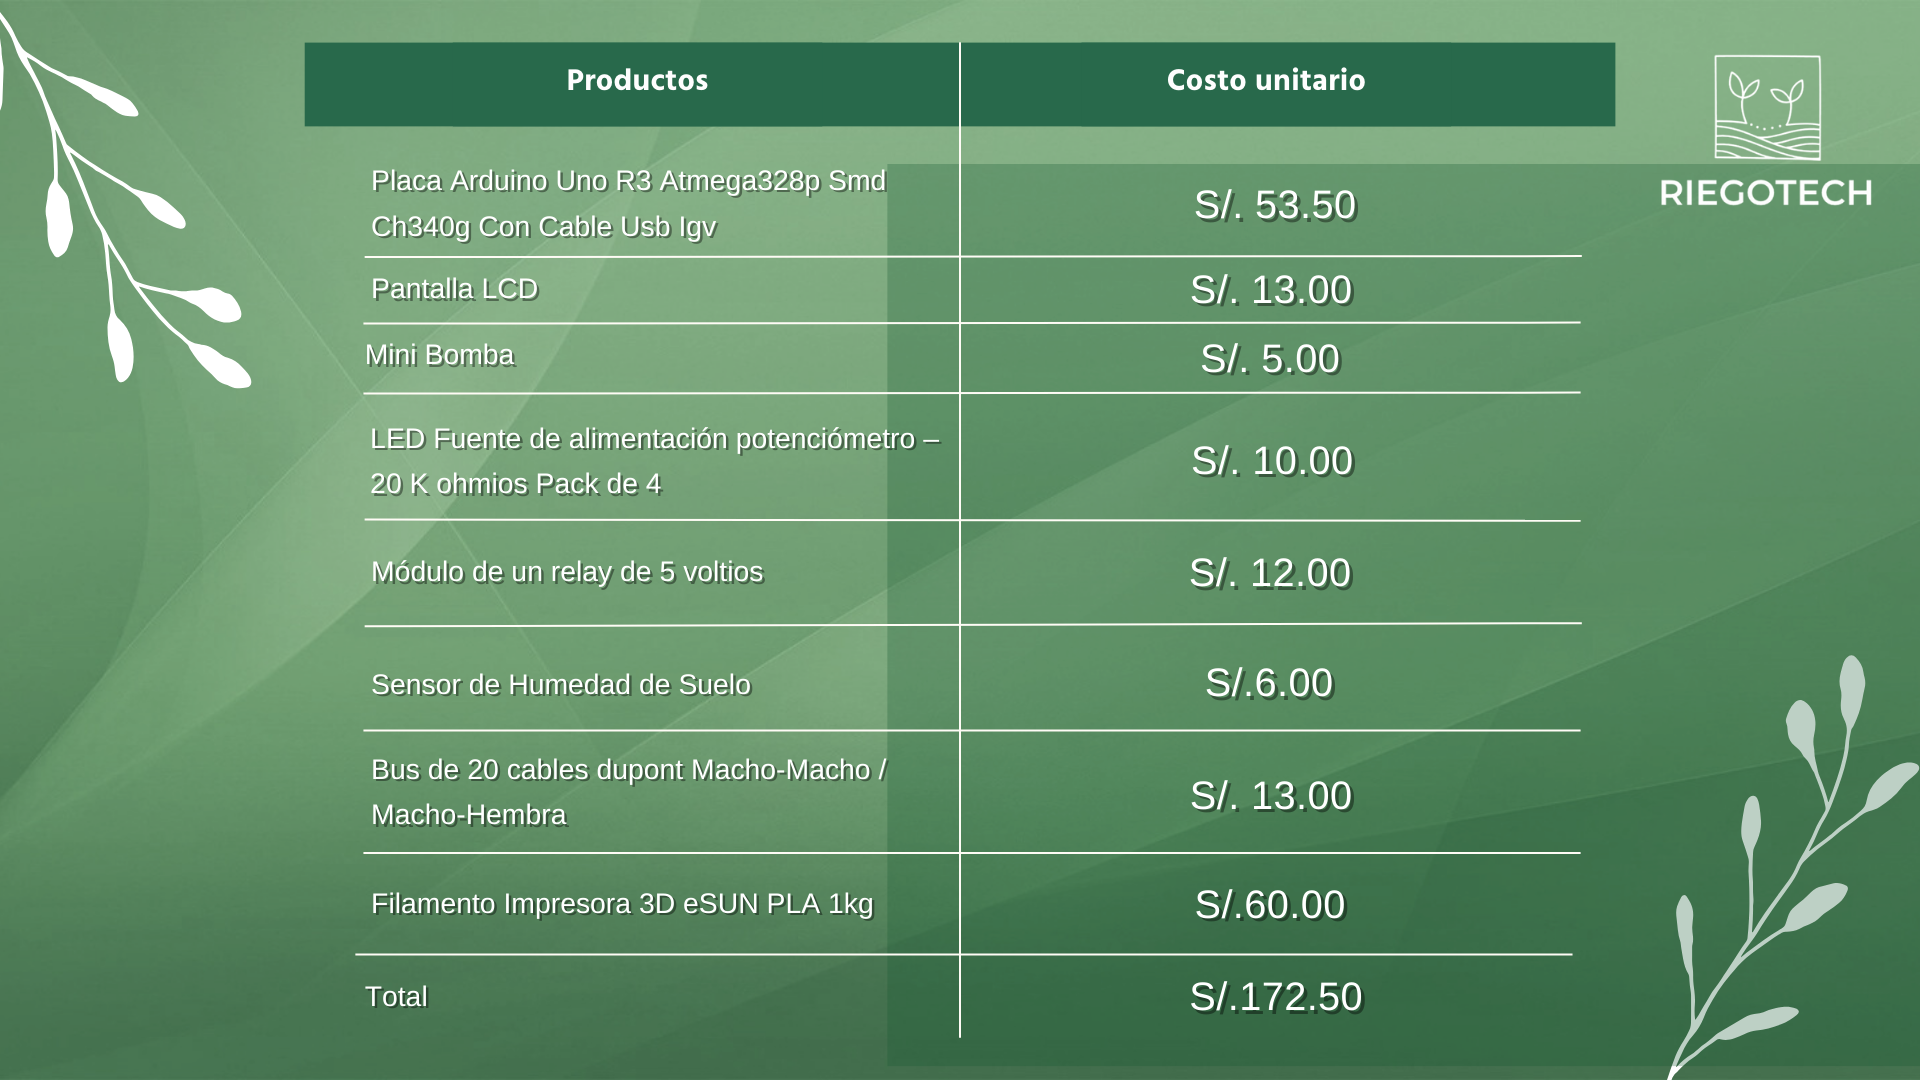 Productos
Costo unitario
RIEGOTECH
Placa Arduino Uno R3 Atmega328p Smd
Ch340g Con Cable Usb Igv
S/. 53.50
Pantalla LCD
S/. 13.00
Mini Bomba
S/. 5.00
LED Fuente de alimentación potenciómetro –
20 K ohmios Pack de 4
S/. 10.00
Módulo de un relay de 5 voltios
S/. 12.00
Sensor de Humedad de Suelo
S/.6.00
Bus de 20 cables dupont Macho-Macho /
Macho-Hembra
S/. 13.00
Filamento Impresora 3D eSUN PLA 1kg
S/.60.00
Total
S/.172.50